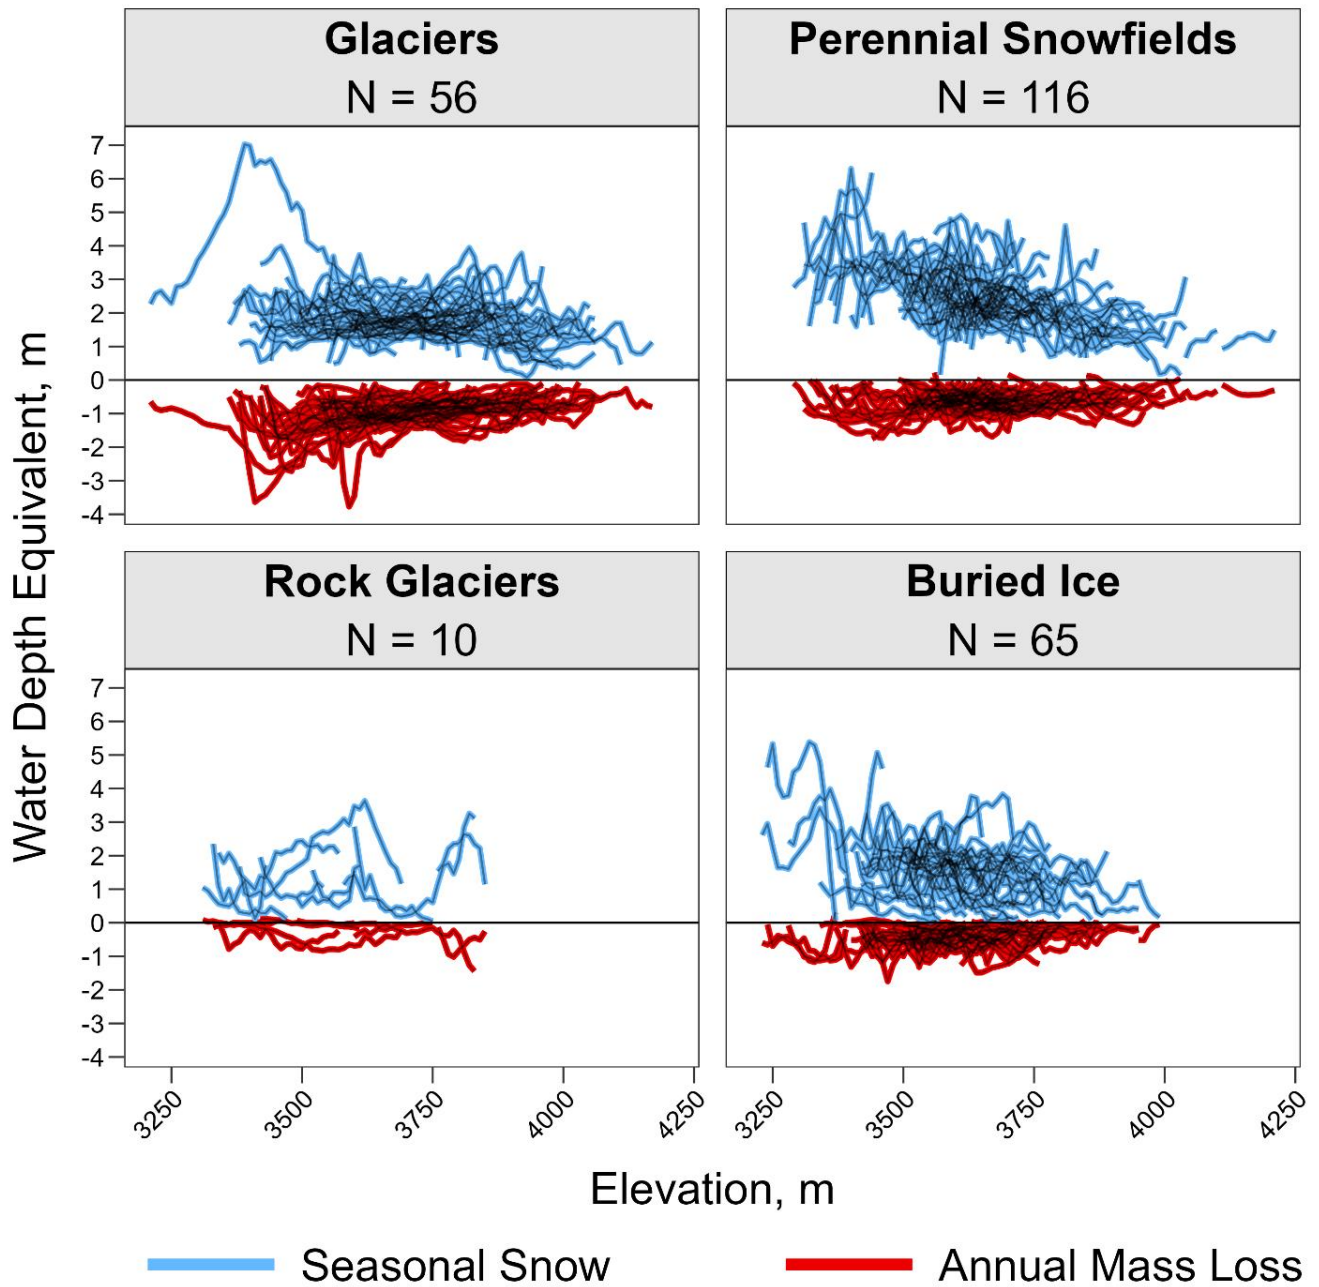 Glaciers
N = 56
Perennial Snowfields
N = 116
7
6
5
4
3
2
1
0
-1
-2
-3
-4
Rock Glaciers
N = 10
Buried Ice
N = 65
7
6
5
4
3
2
1
0
-1
-2
-3
-4
Water Depth Equivalent, m
3250
3500
3750
4000
4250
3250
3500
3750
4000
4250
Elevation, m
Seasonal Snow
Annual Mass Loss